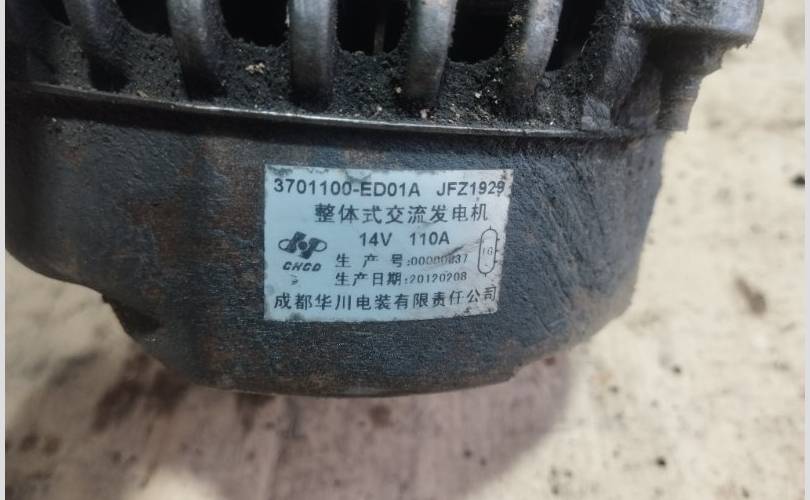 3701100-ED01A JFZ1929
整体式交流发电机
14V 110A
CHCD
生 产 号:00000837
1G
生产日期:20120208
成都华川电装有限责任公司